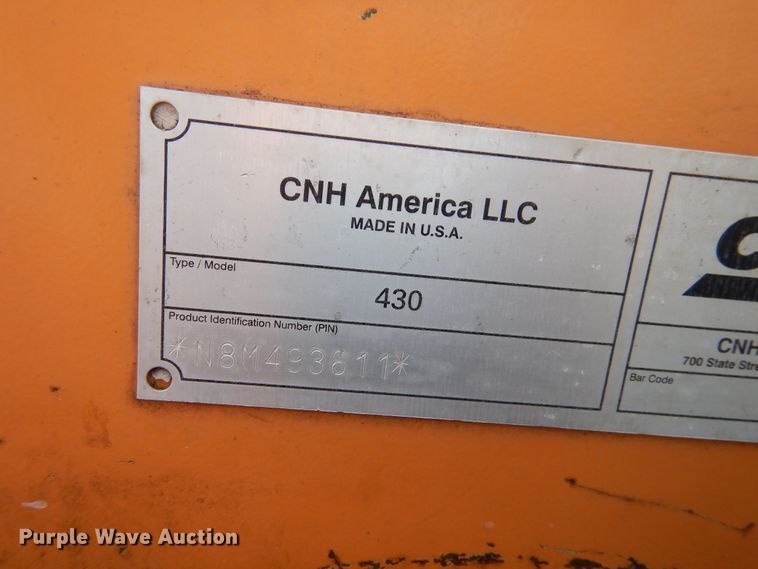 CNH America LLC
MADE IN U.S.A.
Type / Model
430
Product Identification Number (PIN)
*N8M493611*
CNH
700 State Stre
Bar Code
Purple Wave Auction